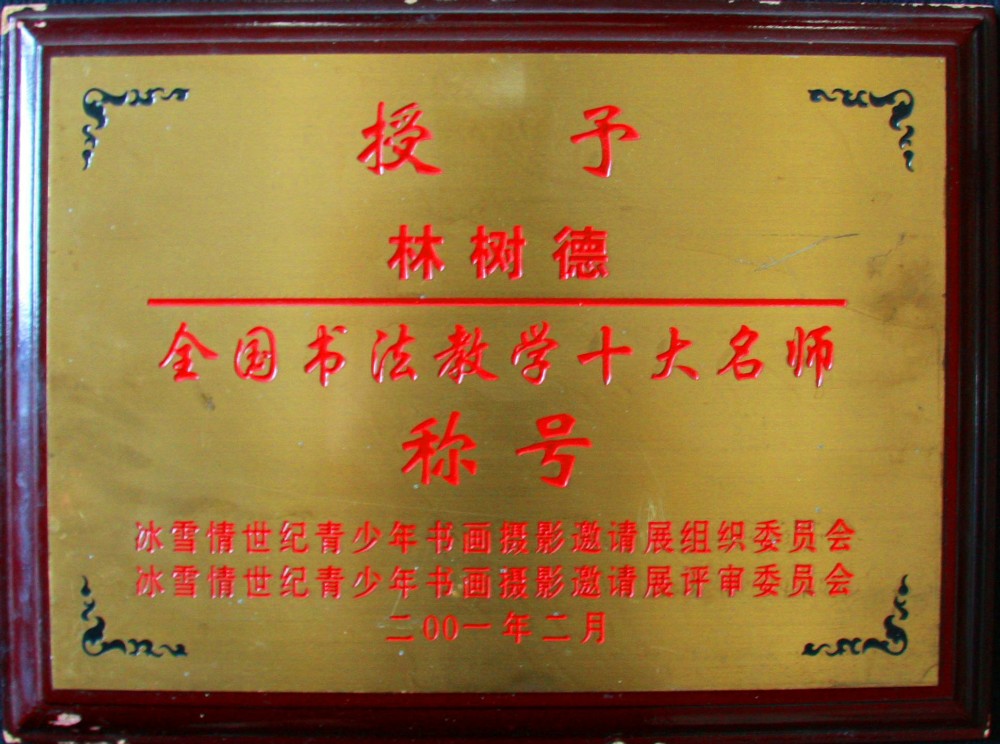 授予
林树德
全国书法教学十大名师
称号
冰雪情世纪青少年书画摄影邀请展组织委员会
冰雪情世纪青少年书画摄影邀请展评审委员会
二00一年二月